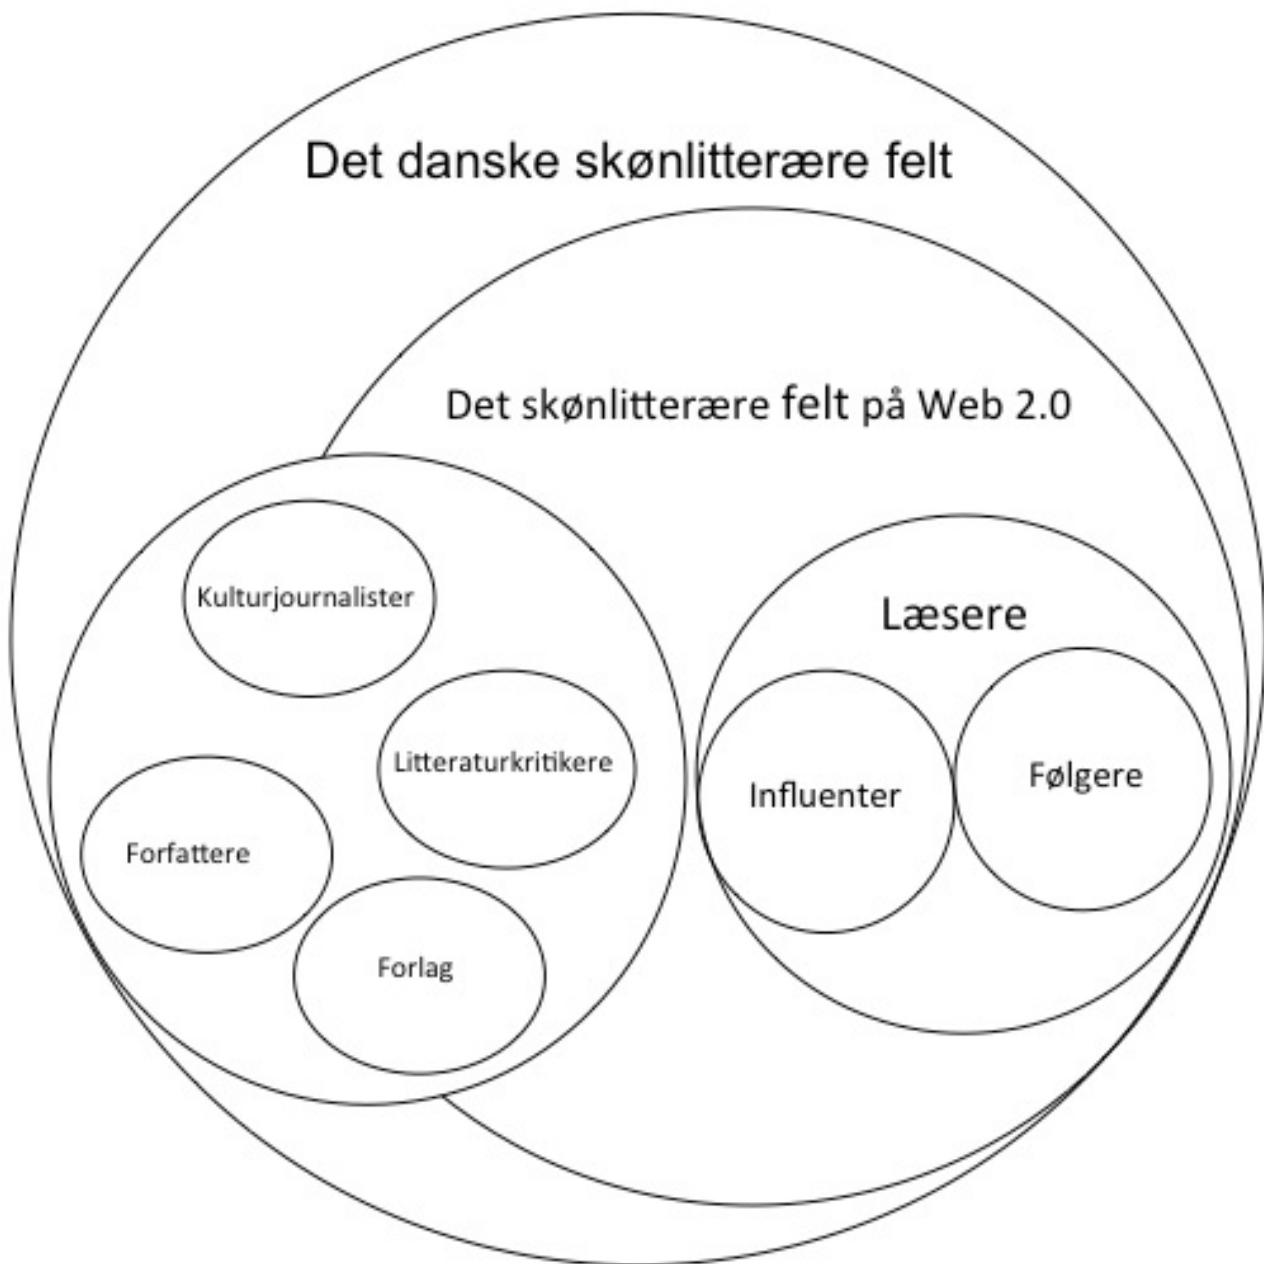 Det danske skønlitterære felt
Det skønlitterære felt på Web 2.0
Kulturjournalister
Læsere
Litteraturkritikere
Influenter
Følgere
Forfattere
Forlag